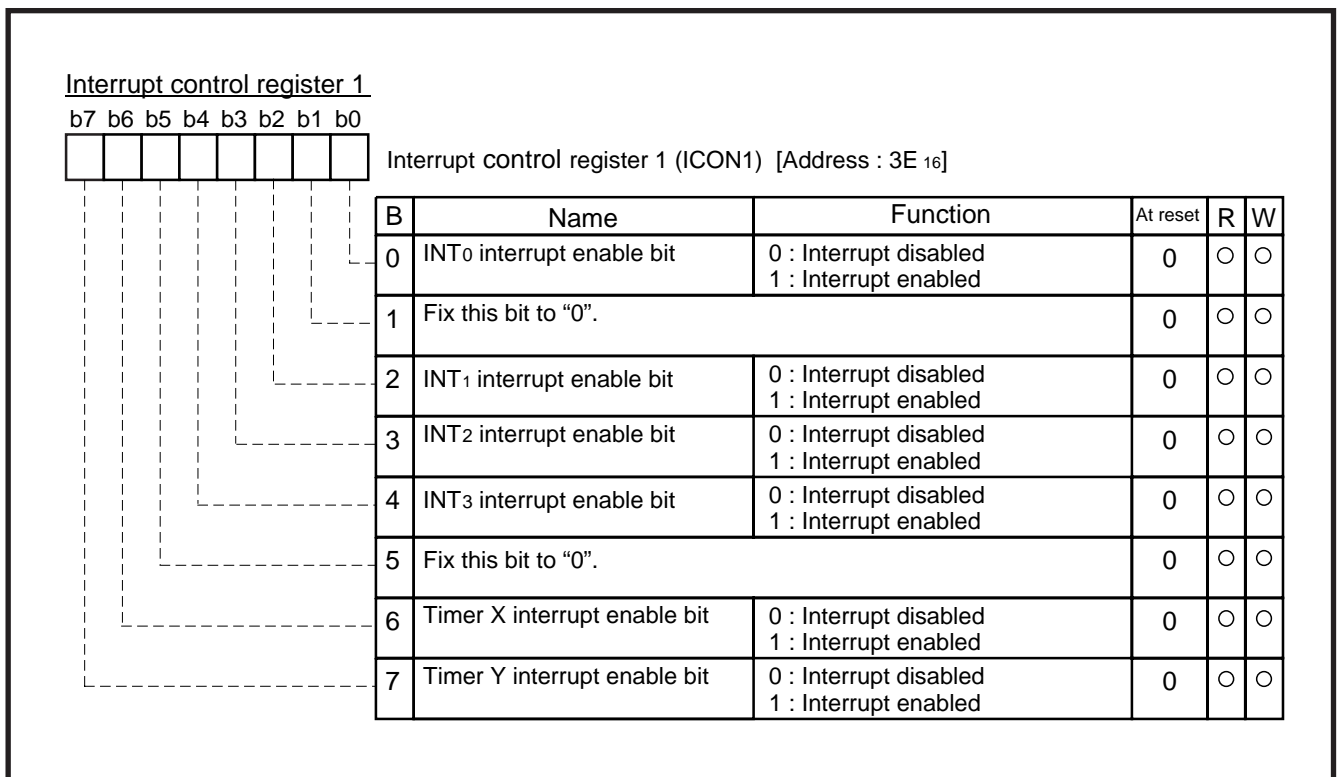 Interrupt control register 1
b7 b6 b5 b4 b3 b2 b1 b0
Interrupt control register 1 (ICON1) [Address : 3E 16]
B Name Function At reset R W
0 INT0 interrupt enable bit 0 : Interrupt disabled 0 ○ ○
1 : Interrupt enabled
1 Fix this bit to “0”. 0 ○ ○
2 INT1 interrupt enable bit 0 : Interrupt disabled 0 ○ ○
1 : Interrupt enabled
3 INT2 interrupt enable bit 0 : Interrupt disabled 0 ○ ○
1 : Interrupt enabled
4 INT3 interrupt enable bit 0 : Interrupt disabled 0 ○ ○
1 : Interrupt enabled
5 Fix this bit to “0”. 0 ○ ○
6 Timer X interrupt enable bit 0 : Interrupt disabled 0 ○ ○
1 : Interrupt enabled
7 Timer Y interrupt enable bit 0 : Interrupt disabled 0 ○ ○
1 : Interrupt enabled